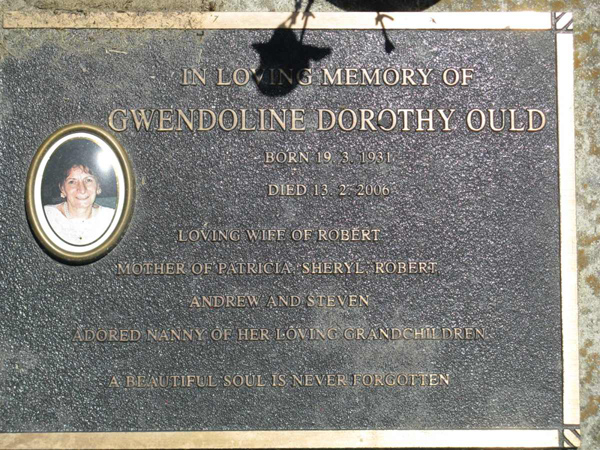 IN LOVING MEMORY OF
GWENDOLINE DOROTHY OULD
BORN 19. 3. 1931
DIED 13. 2. 2006
LOVING WIFE OF ROBERT
MOTHER OF PATRICIA, SHERYL, ROBERT,
ANDREW AND STEVEN
ADORED NANNY OF HER LOVING GRANDCHILDREN
A BEAUTIFUL SOUL IS NEVER FORGOTTEN